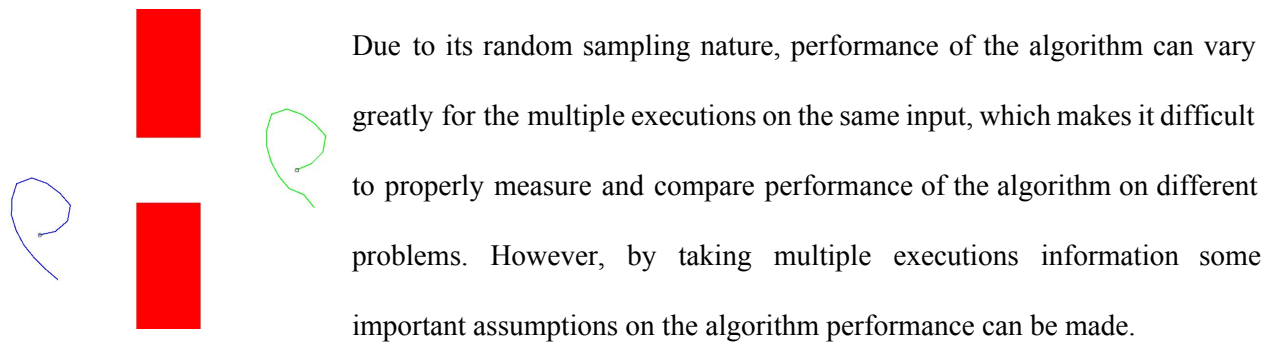 Due to its random sampling nature, performance of the algorithm can vary
greatly for the multiple executions on the same input, which makes it difficult
to properly measure and compare performance of the algorithm on different
problems. However, by taking multiple executions information some
important assumptions on the algorithm performance can be made.